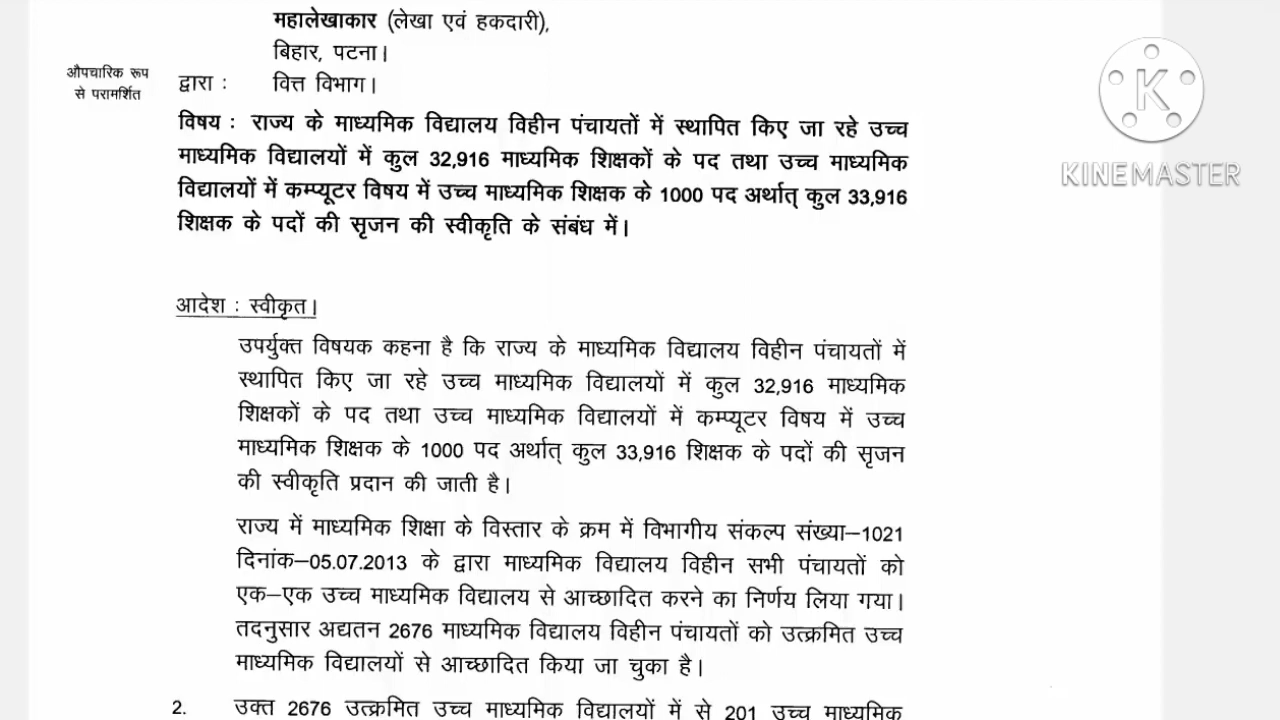 महालेखाकार (लेखा एवं हकदारी),
बिहार, पटना।
औपचारिक रूप
से परामर्शित
द्वारा : वित्त विभाग।
विषय : राज्य के माध्यमिक विद्यालय विहीन पंचायतों में स्थापित किए जा रहे उच्च
माध्यमिक विद्यालयों में कुल 32,916 माध्यमिक शिक्षकों के पद तथा उच्च माध्यमिक
विद्यालयों में कम्प्यूटर विषय में उच्च माध्यमिक शिक्षक के 1000 पद अर्थात् कुल 33,916
शिक्षक के पदों की सृजन की स्वीकृति के संबंध में।
आदेश : स्वीकृत।
उपर्युक्त विषयक कहना है कि राज्य के माध्यमिक विद्यालय विहीन पंचायतों में
स्थापित किए जा रहे उच्च माध्यमिक विद्यालयों में कुल 32,916 माध्यमिक
शिक्षकों के पद तथा उच्च माध्यमिक विद्यालयों में कम्प्यूटर विषय में उच्च
माध्यमिक शिक्षक के 1000 पद अर्थात् कुल 33,916 शिक्षक के पदों की सृजन
की स्वीकृति प्रदान की जाती है।
राज्य में माध्यमिक शिक्षा के विस्तार के क्रम में विभागीय संकल्प संख्या–1021
दिनांक–05.07.2013 के द्वारा माध्यमिक विद्यालय विहीन सभी पंचायतों को
एक–एक उच्च माध्यमिक विद्यालय से आच्छादित करने का निर्णय लिया गया।
तदनुसार अद्यतन 2676 माध्यमिक विद्यालय विहीन पंचायतों को उत्क्रमित उच्च
माध्यमिक विद्यालयों से आच्छादित किया जा चुका है।
2. उक्त 2676 उत्क्रमित उच्च माध्यमिक विद्यालयों में से 201 उच्च माध्यमिक
K
KINEMASTER